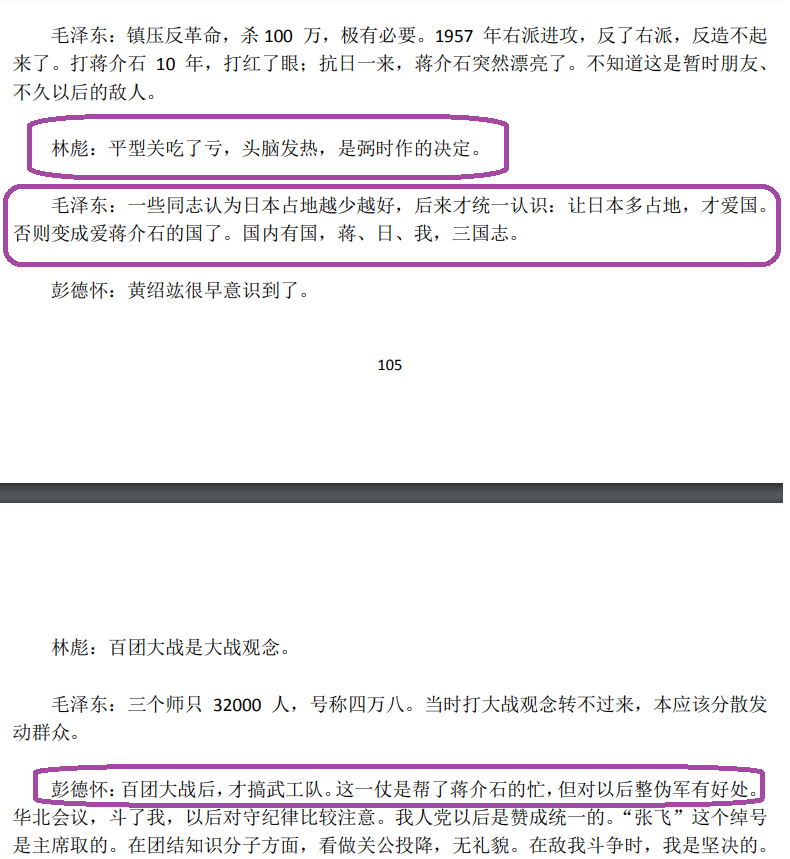 毛泽东：镇压反革命，杀 100 万，极有必要。1957 年右派进攻，反了右派，反造不起
来了。打蒋介石 10 年，打红了眼；抗日一来，蒋介石突然漂亮了。不知道这是暂时朋友、
不久以后的敌人。
林彪：平型关吃了亏，头脑发热，是弼时作的决定。
毛泽东：一些同志认为日本占地越少越好，后来才统一认识：让日本多占地，才爱国。
否则变成爱蒋介石的国了。国内有国，蒋、日、我，三国志。
彭德怀：黄绍竑很早意识到了。
105
林彪：百团大战是大战观念。
毛泽东：三个师只 32000 人，号称四万八。当时打大战观念转不过来，本应该分散发
动群众。
彭德怀：百团大战后，才搞武工队。这一仗是帮了蒋介石的忙，但对以后整伪军有好处。
华北会议，斗了我，以后对守纪律比较注意。我人党以后是赞成统一的。“张飞”这个绰号
是主席取的。在团结知识分子方面，看做关公投降，无礼貌。在敌我斗争时，我是坚决的。